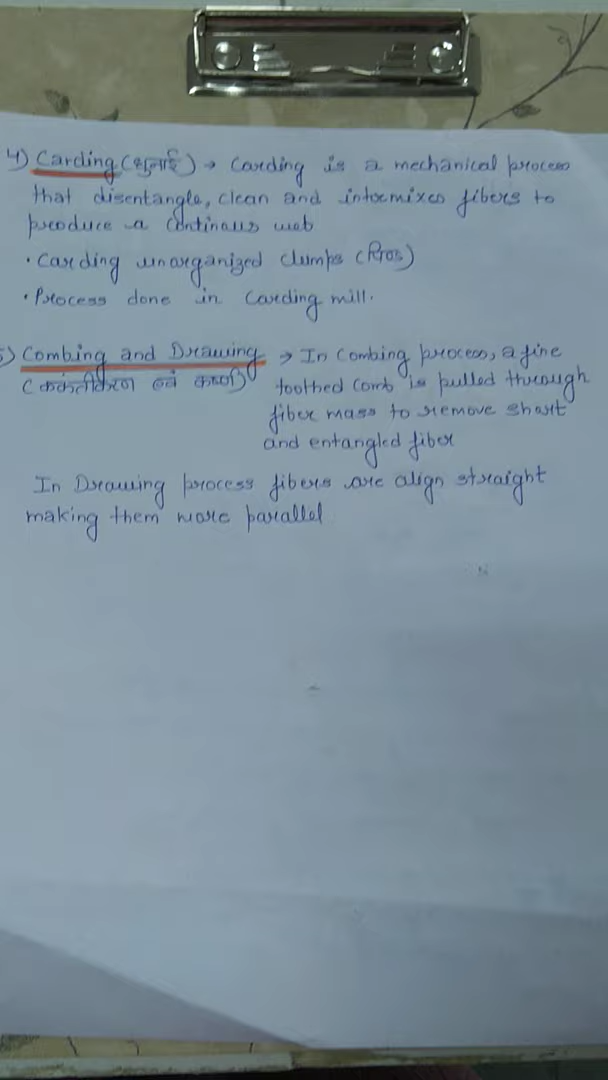 4) Carding (धुनाई) → Carding is a mechanical process
that disentangle, clean and intermixes fibers to
produce a Continous web
• Carding unorganized clumps (पिण्ड)
• Process done in Carding mill.
5) Combing and Drawing → In Combing process, a fine
(कंकतीकरण एवं कर्षण) toothed comb is pulled through
fiber mass to remove short
and entangled fiber
In Drawing process fibers are align straight
making them more parallel